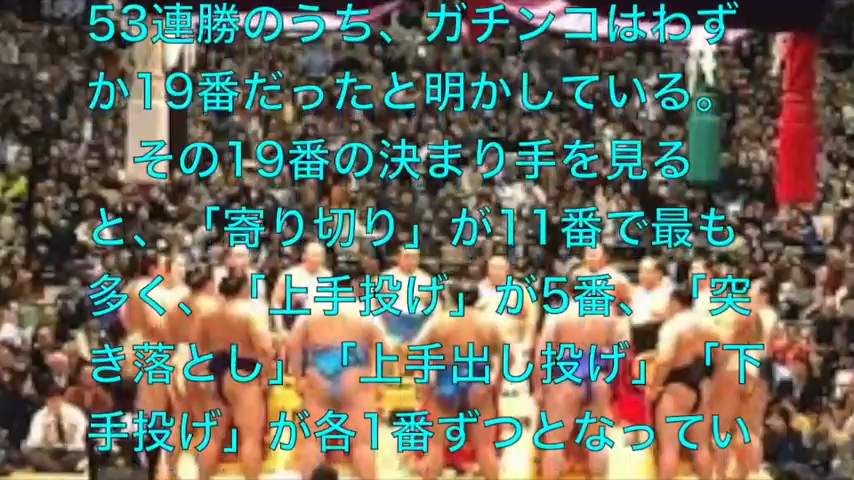 53連勝のうち、ガチンコはわず
か19番だったと明かしている。
その19番の決まり手を見る
と、「寄り切り」が11番で最も
多く、「上手投げ」が5番、「突
き落とし」「上手出し投げ」「下
手投げ」が各1番ずつとなってい